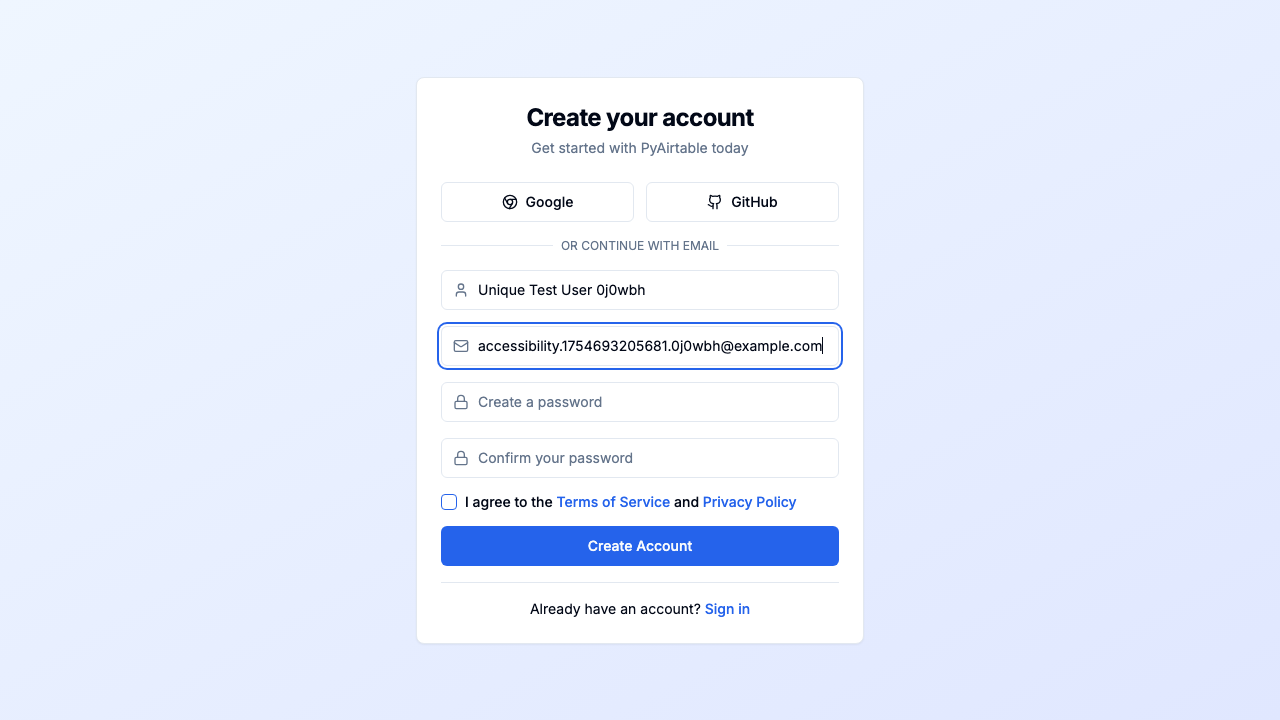 Create your account
Get started with PyAirtable today
Google
GitHub
OR CONTINUE WITH EMAIL
Unique Test User 0j0wbh
accessibility.1754693205681.0j0wbh@example.com
Create a password
Confirm your password
I agree to the Terms of Service and Privacy Policy
Create Account
Already have an account? Sign in